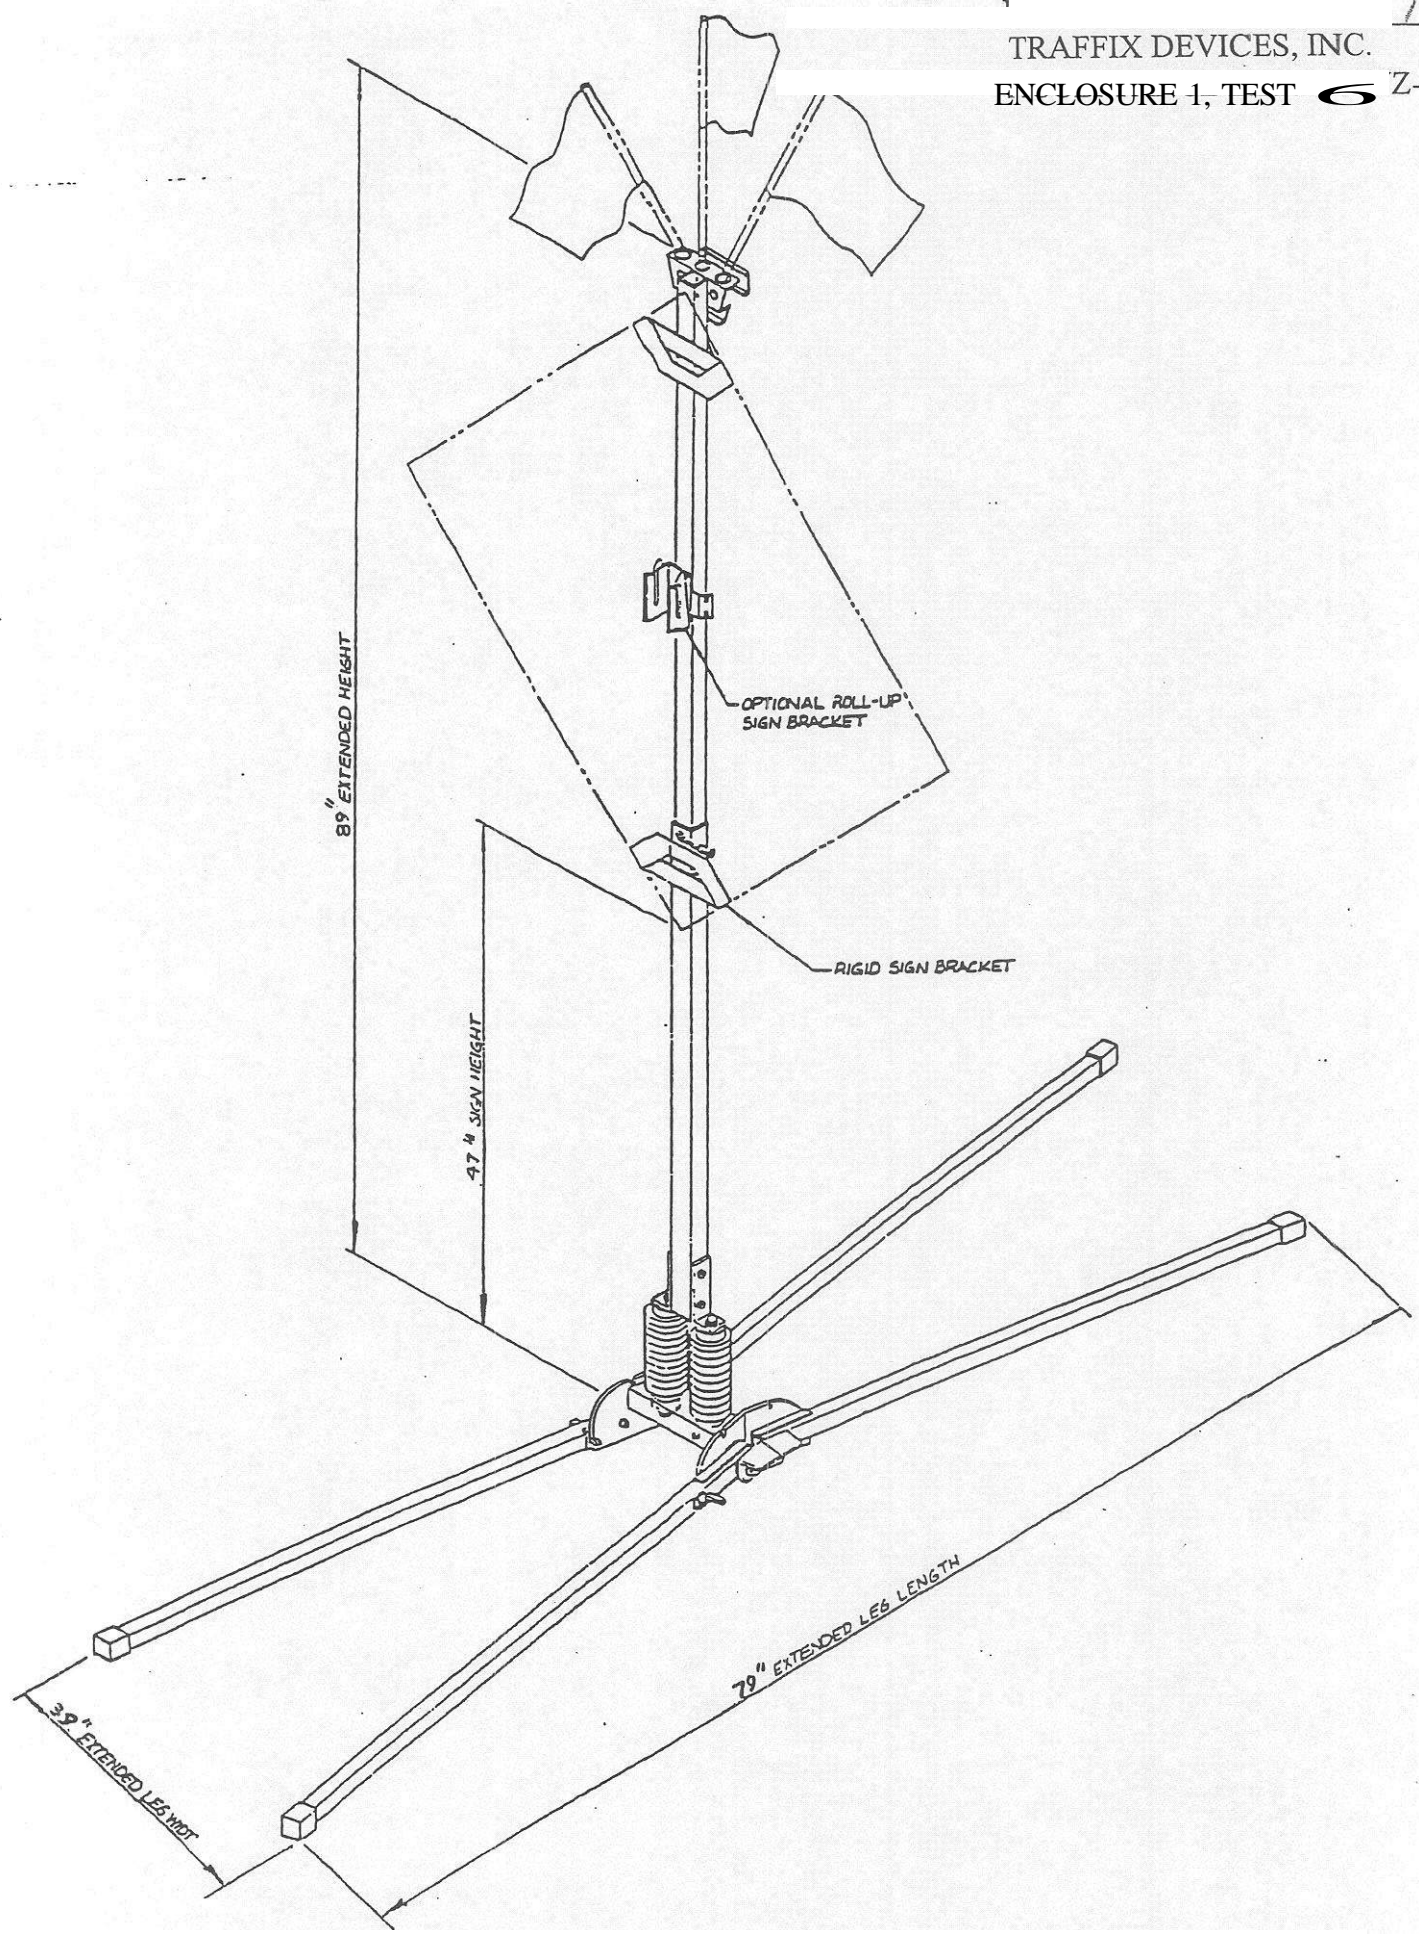 TRAFFIX DEVICES, INC.
ENCLOSURE 1, TEST 6
Z-
89" EXTENDED HEIGHT
OPTIONAL ROLL-UP
SIGN BRACKET
RIGID SIGN BRACKET
47" SIGN HEIGHT
79" EXTENDED LEG LENGTH
39" EXTENDED LEG WIDT